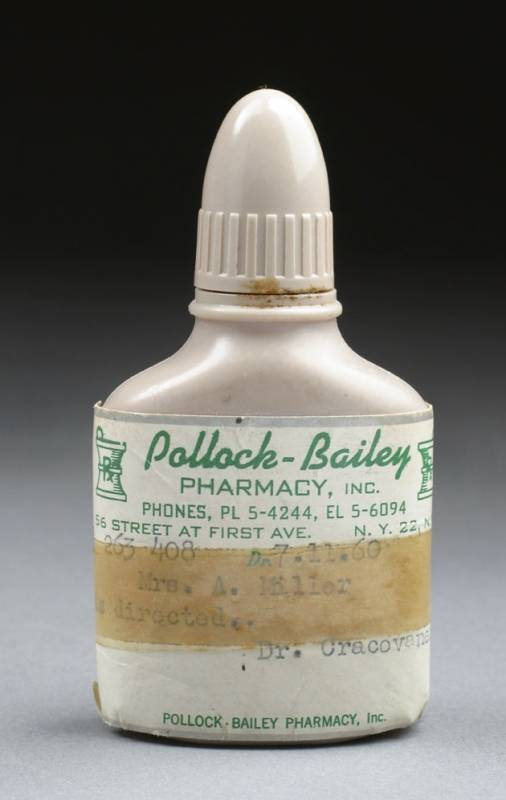 Pollock-Bailey
PHARMACY, INC.
PHONES, PL 5-4244, EL 5-6094
56 STREET AT FIRST AVE. N. Y. 22, N.
263 408 7.11.60
Mrs. A. Miller
directed..
Dr. Cracovan
POLLOCK-BAILEY PHARMACY, Inc.